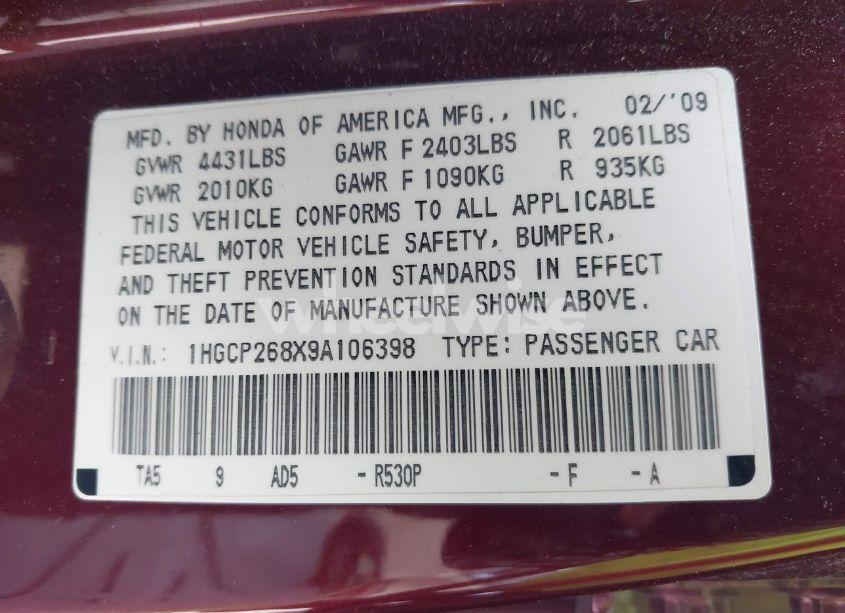 MFD. BY HONDA OF AMERICA MFG., INC. 02/'09
GVWR 4431LBS GAWR F 2403LBS R 2061LBS
GVWR 2010KG GAWR F 1090KG R 935KG
THIS VEHICLE CONFORMS TO ALL APPLICABLE
FEDERAL MOTOR VEHICLE SAFETY, BUMPER,
AND THEFT PREVENTION STANDARDS IN EFFECT
ON THE DATE OF MANUFACTURE SHOWN ABOVE.
wheelwise
V.I.N.: 1HGCP268X9A106398 TYPE: PASSENGER CAR
TA5 9 AD5 -R530P -F -A